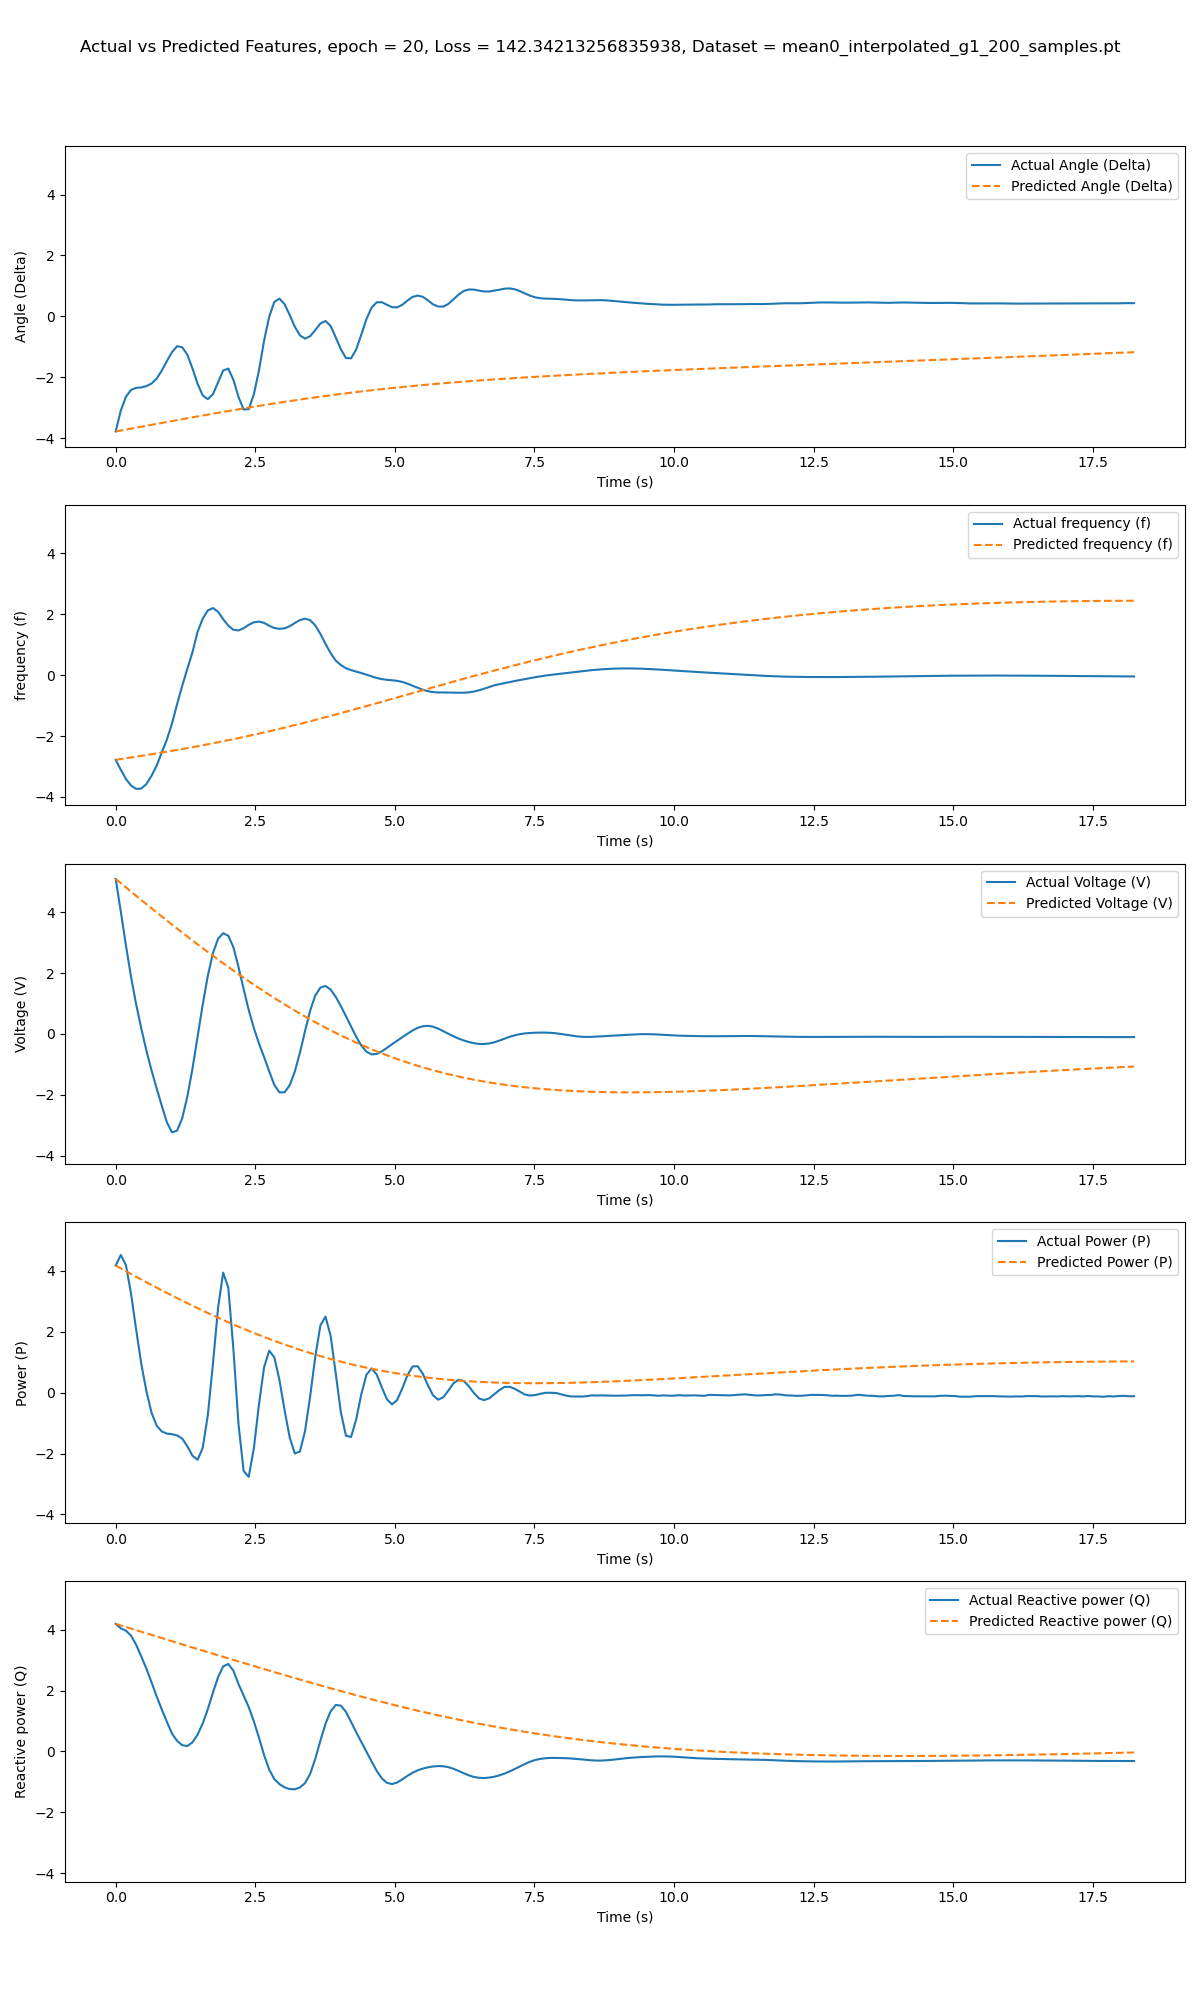 Actual vs Predicted Features, epoch = 20, Loss = 142.34213256835938, Dataset = mean0_interpolated_g1_200_samples.pt
Actual Angle (Delta)
Predicted Angle (Delta)
Angle (Delta)
4
2
0
−2
−4
0.0 2.5 5.0 7.5 10.0 12.5 15.0 17.5
Time (s)
Actual frequency (f)
Predicted frequency (f)
frequency (f)
4
2
0
−2
−4
0.0 2.5 5.0 7.5 10.0 12.5 15.0 17.5
Time (s)
Actual Voltage (V)
Predicted Voltage (V)
Voltage (V)
4
2
0
−2
−4
0.0 2.5 5.0 7.5 10.0 12.5 15.0 17.5
Time (s)
Actual Power (P)
Predicted Power (P)
Power (P)
4
2
0
−2
−4
0.0 2.5 5.0 7.5 10.0 12.5 15.0 17.5
Time (s)
Actual Reactive power (Q)
Predicted Reactive power (Q)
Reactive power (Q)
4
2
0
−2
−4
0.0 2.5 5.0 7.5 10.0 12.5 15.0 17.5
Time (s)